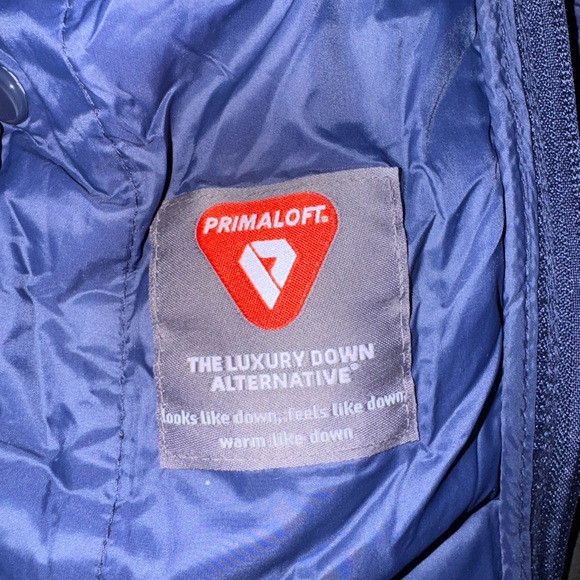 PRIMALOFT®
THE LUXURY DOWN
ALTERNATIVE®
looks like down, feels like down,
warm like down